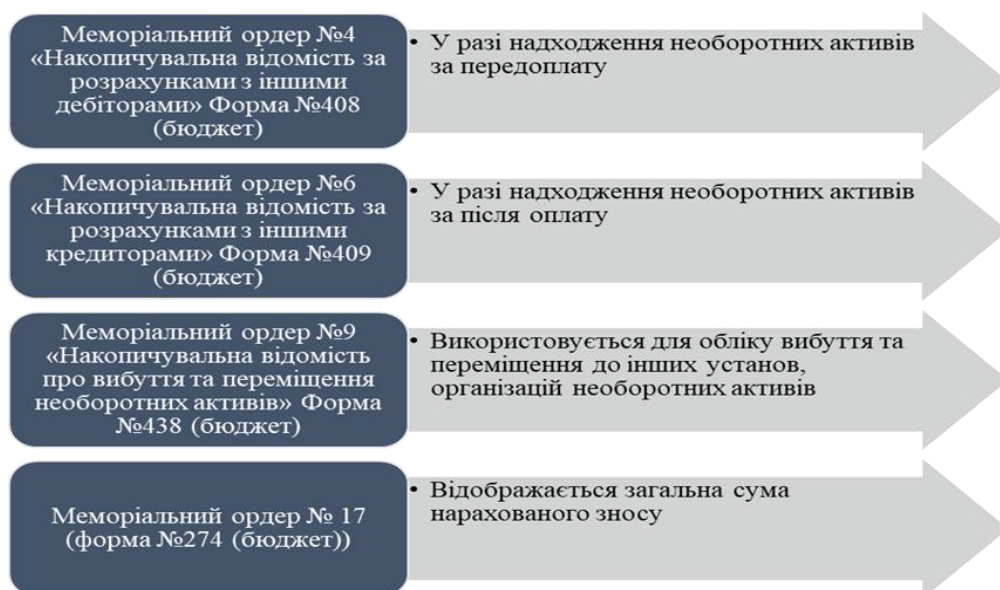 Меморіальний ордер №4
«Накопичувальна відомість за
розрахунками з іншими
дебіторами» Форма №408
(бюджет)
• У разі надходження необоротних активів
за передоплату
Меморіальний ордер №6
«Накопичувальна відомість за
розрахунками з іншими
кредиторами» Форма №409
(бюджет)
• У разі надходження необоротних активів
за після оплату
Меморіальний ордер №9
«Накопичувальна відомість
про вибуття та переміщення
необоротних активів» Форма
№438 (бюджет)
• Використовується для обліку вибуття та
переміщення до інших установ,
організацій необоротних активів
Меморіальний ордер № 17
(форма №274 (бюджет))
• Відображається загальна сума
нарахованого зносу